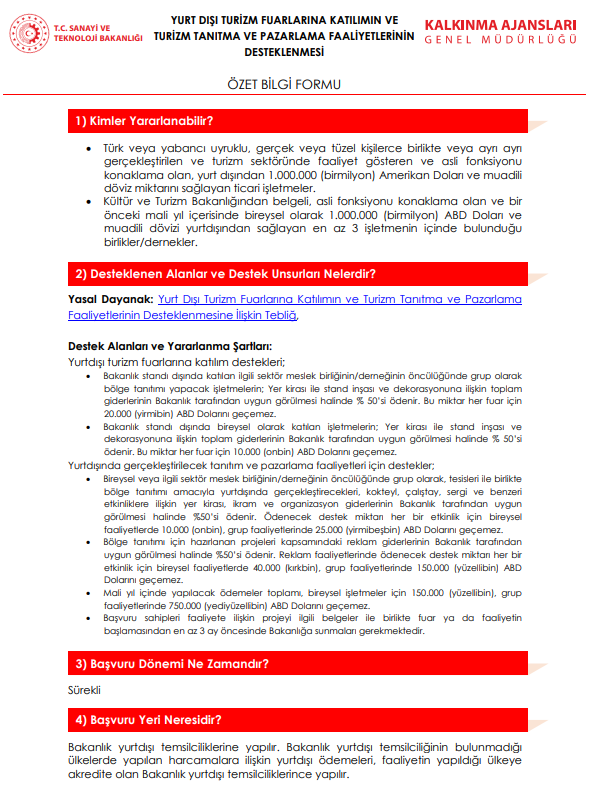 T.C. SANAYİ VE
TEKNOLOJİ BAKANLIĞI
YURT DIŞI TURİZM FUARLARINA KATILIMIN VE
TURİZM TANITMA VE PAZARLAMA FAALİYETLERİNİN
DESTEKLENMESİ
KALKINMA AJANSLARI
GENEL MÜDÜRLÜĞÜ
ÖZET BİLGİ FORMU
1) Kimler Yararlanabilir?
• Türk veya yabancı uyruklu, gerçek veya tüzel kişilerce birlikte veya ayrı ayrı
gerçekleştirilen ve turizm sektöründe faaliyet gösteren ve asli fonksiyonu
konaklama olan, yurt dışından 1.000.000 (birmilyon) Amerikan Doları ve muadili
döviz miktarını sağlayan ticari işletmeler.
• Kültür ve Turizm Bakanlığından belgeli, asli fonksiyonu konaklama olan ve bir
önceki mali yıl içerisinde bireysel olarak 1.000.000 (birmilyon) ABD Doları ve
muadili dövizi yurtdışından sağlayan en az 3 işletmenin içinde bulunduğu
birlikler/dernekler.
2) Desteklenen Alanlar ve Destek Unsurları Nelerdir?
Yasal Dayanak: Yurt Dışı Turizm Fuarlarına Katılımın ve Turizm Tanıtma ve Pazarlama
Faaliyetlerinin Desteklenmesine İlişkin Tebliğ,
Destek Alanları ve Yararlanma Şartları:
Yurtdışı turizm fuarlarına katılım destekleri;
• Bakanlık standı dışında katılan ilgili sektör meslek birliğinin/derneğinin öncülüğünde grup olarak
bölge tanıtımı yapacak işletmelerin; Yer kirası ile stand inşası ve dekorasyonuna ilişkin toplam
giderlerinin Bakanlık tarafından uygun görülmesi halinde % 50'si ödenir. Bu miktar her fuar için
20.000 (yirmibin) ABD Dolarını geçemez.
• Bakanlık standı dışında bireysel olarak katılan işletmelerin; Yer kirası ile stand inşası ve
dekorasyonuna ilişkin toplam giderlerinin Bakanlık tarafından uygun görülmesi halinde % 50'si
ödenir. Bu miktar her fuar için 10.000 (onbin) ABD Dolarını geçemez.
Yurtdışında gerçekleştirilecek tanıtım ve pazarlama faaliyetleri için destekler;
• Bireysel veya ilgili sektör meslek birliğinin/derneğinin öncülüğünde grup olarak, tesisleri ile birlikte
bölge tanıtımı amacıyla yurtdışında gerçekleştirecekleri, kokteyl, çalıştay, sergi ve benzeri
etkinliklere ilişkin yer kirası, ikram ve organizasyon giderlerinin Bakanlık tarafından uygun
görülmesi halinde %50'si ödenir. Ödenecek destek miktarı her bir etkinlik için bireysel
faaliyetlerde 10.000 (onbin), grup faaliyetlerinde 25.000 (yirmibeşbin) ABD Dolarını geçemez.
• Bölge tanıtımı için hazırlanan projeleri kapsamındaki reklam giderlerinin Bakanlık tarafından
uygun görülmesi halinde %50'si ödenir. Reklam faaliyetlerinde ödenecek destek miktarı her bir
etkinlik için bireysel faaliyetlerde 40.000 (kırkbin), grup faaliyetlerinde 150.000 (yüzellibin) ABD
Dolarını geçemez.
• Mali yıl içinde yapılacak ödemeler toplamı, bireysel işletmeler için 150.000 (yüzellibin), grup
faaliyetlerinde 750.000 (yediyüzellibin) ABD Dolarını geçemez.
• Başvuru sahipleri faaliyete ilişkin projeyi ilgili belgeler ile birlikte fuar ya da faaliyetin
başlamasından en az 3 ay öncesinde Bakanlığa sunmaları gerekmektedir.
3) Başvuru Dönemi Ne Zamandır?
Sürekli
4) Başvuru Yeri Neresidir?
Bakanlık yurtdışı temsilciliklerine yapılır. Bakanlık yurtdışı temsilciliğinin bulunmadığı
ülkelerde yapılan harcamalara ilişkin yurtdışı ödemeleri, faaliyetin yapıldığı ülkeye
akredite olan Bakanlık yurtdışı temsilciliklerince yapılır.